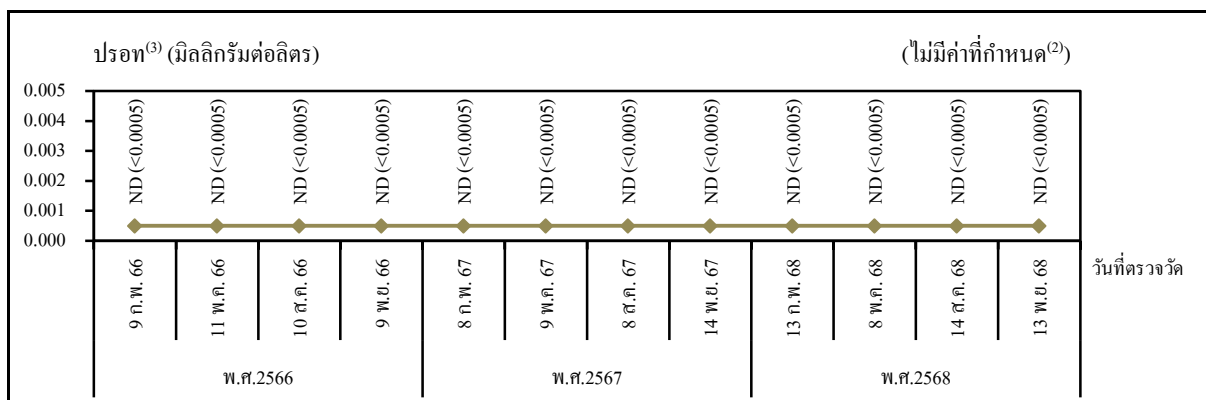 ปรอท(3) (มิลลิกรัมต่อลิตร)
(ไม่มีค่าที่กำหนด(2))
0.005
0.004
0.003
0.002
0.001
0.000
ND (<0.0005)
ND (<0.0005)
ND (<0.0005)
ND (<0.0005)
ND (<0.0005)
ND (<0.0005)
ND (<0.0005)
ND (<0.0005)
ND (<0.0005)
ND (<0.0005)
ND (<0.0005)
ND (<0.0005)
9 ก.พ. 66
11 พ.ค. 66
10 ส.ค. 66
9 พ.ย. 66
8 ก.พ. 67
9 พ.ค. 67
8 ส.ค. 67
14 พ.ย. 67
13 ก.พ. 68
8 พ.ค. 68
14 ส.ค. 68
13 พ.ย. 68
วันที่ตรวจวัด
พ.ศ.2566
พ.ศ.2567
พ.ศ.2568